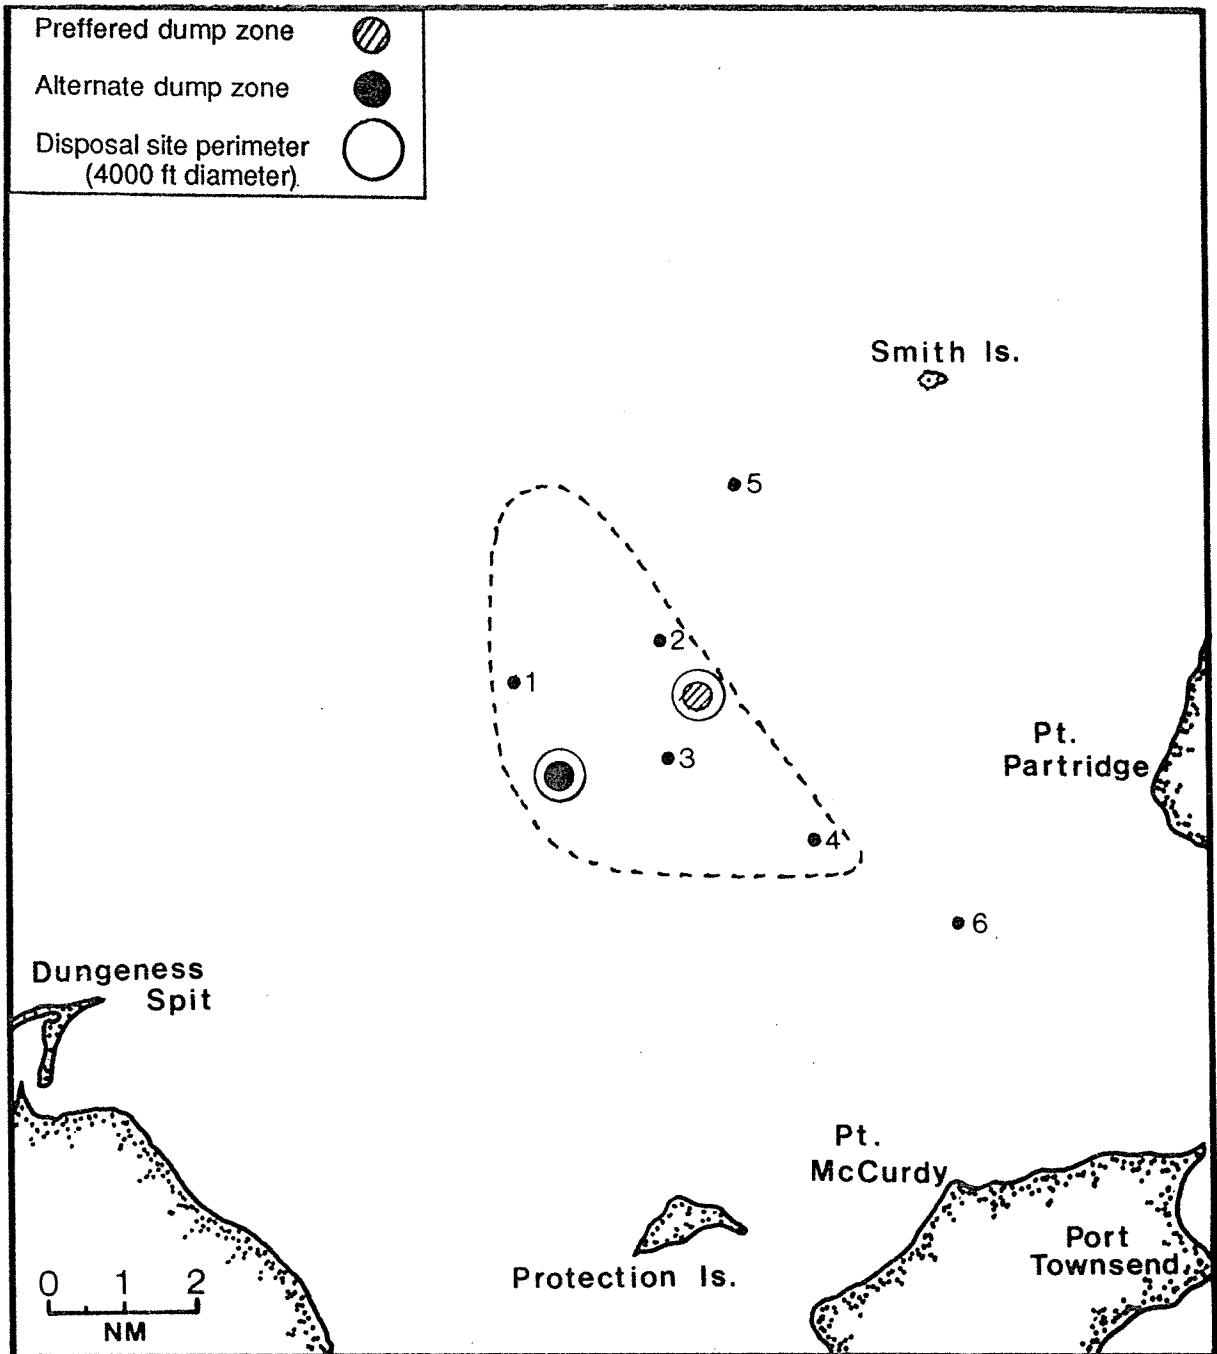 Preffered dump zone
Alternate dump zone
Disposal site perimeter
(4000 ft diameter).
Smith Is.
5
2
1
3
4
6
Pt.
Partridge
Dungeness
Spit
Pt.
McCurdy
Port
Townsend
Protection Is.
0 1 2
NM